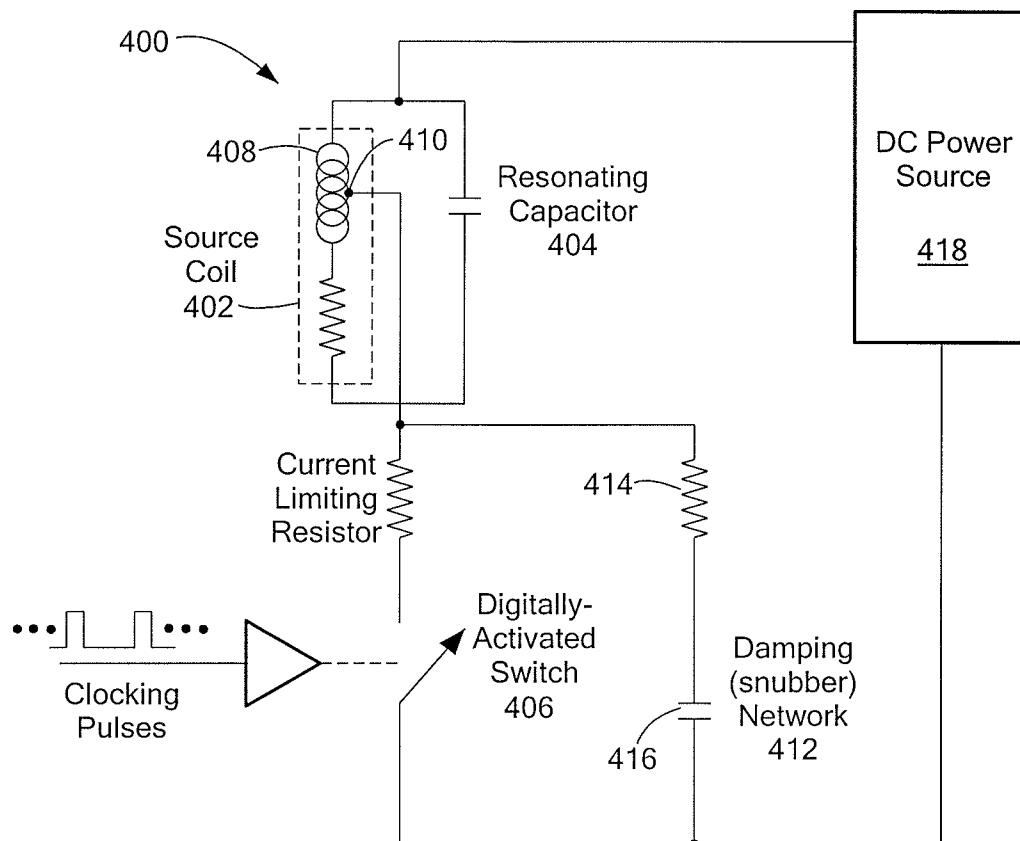 400
408
410
Resonating
Capacitor
404
DC Power
Source
418
Source
Coil
402
Current
Limiting
Resistor
414
Digitally-
Activated
Switch
406
Clocking
Pulses
Damping
(snubber)
Network
412
416